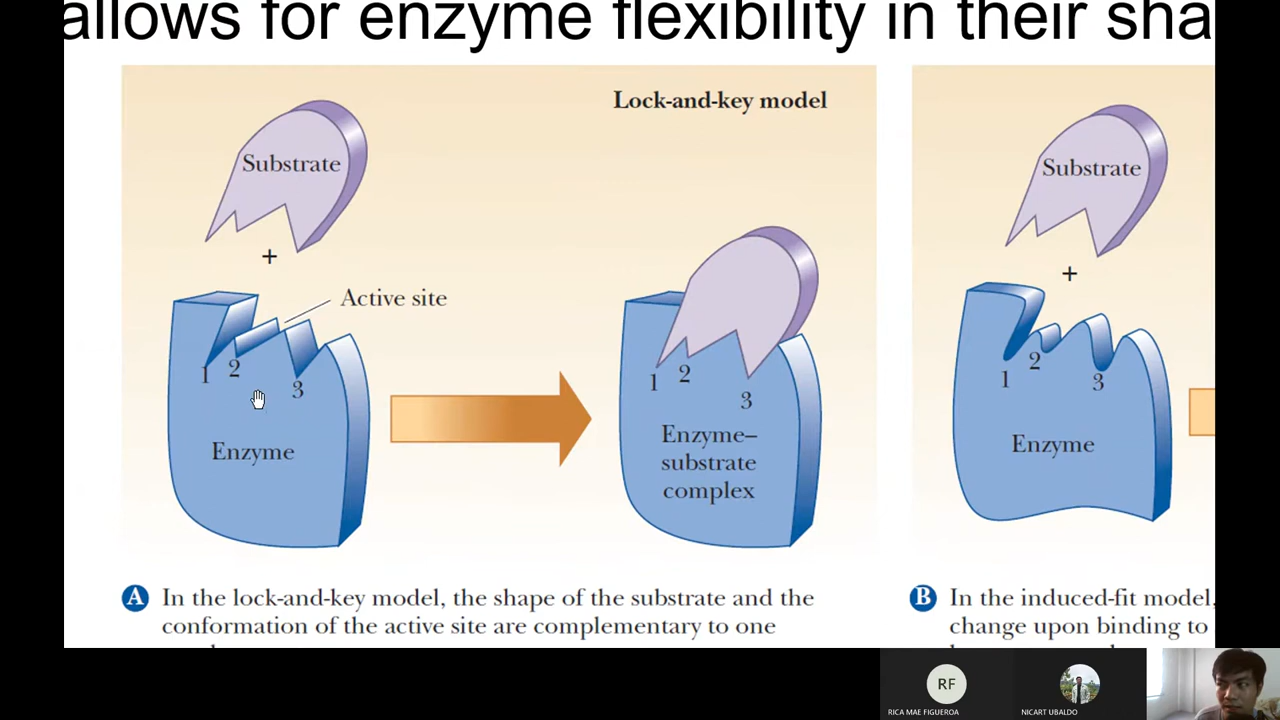 allows for enzyme flexibility in their sha
Lock-and-key model
Substrate
+
Active site
1
2
3
Enzyme
1
2
3
Enzyme–
substrate
complex
Substrate
+
1
2
3
Enzyme
A In the lock-and-key model, the shape of the substrate and the
conformation of the active site are complementary to one
B In the induced-fit model,
change upon binding to
RF
RICA MAE FIGUEROA
NICART UBALDO